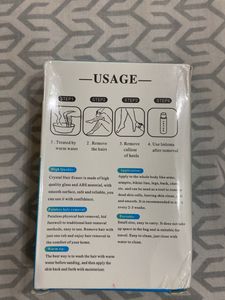 —USAGE—
STEP1 STEP2 STEP3 STEP4
1 . Treated by warm water
2 . Remove the hairs
3 . Remove callous of heels
4 . Use lotions after removal
High Quality
Crystal Hair Eraser is made of high
quality glass and ABS material, with
smooth surface, safe and reliable, you
can use it with confidence.
Painless hair removal
Painless physical hair removal, bid
farewell to traditional hair removal
methods, easy to use. Remove hair with
just one rub and enjoy hair removal in
the comfort of your home.
Warm tip
The best way is to wash the hair with warm
water before sanding, and then apply the
skin back and forth with moisturizer.
Application
Apply to the whole body like arms,
armpits, bikini line, legs, back, chest,
etc, and can be used as a tool to remove
dead skin cells, leaving skin clean
and smooth.
every 2-3 weeks.
Portable
Small size, easy to carry. It does not take
up space in the bag and is suitable for
travel. Easy to clean, just clean
with water.